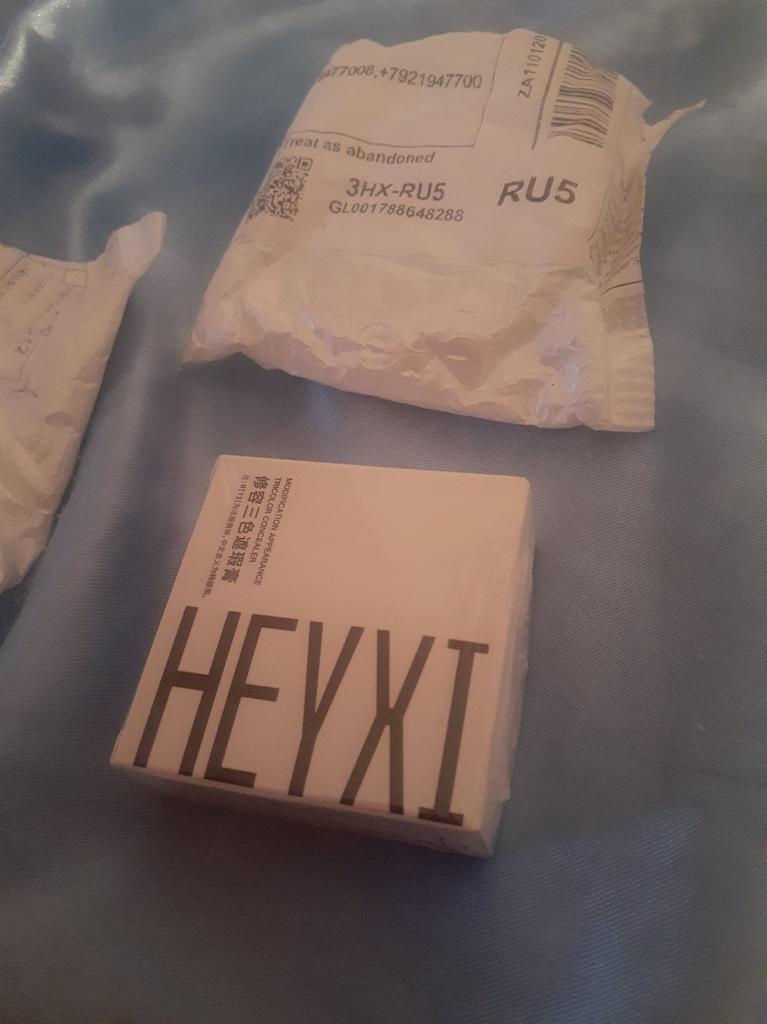 9477008,+7921947700
Treat as abandoned
3HX-RU5
GL001788648288
RU5
ZA110120
MODIFICATION APPEARANCE
TRICOLOR CONCEALER
修容三色遮瑕膏
HEYXI